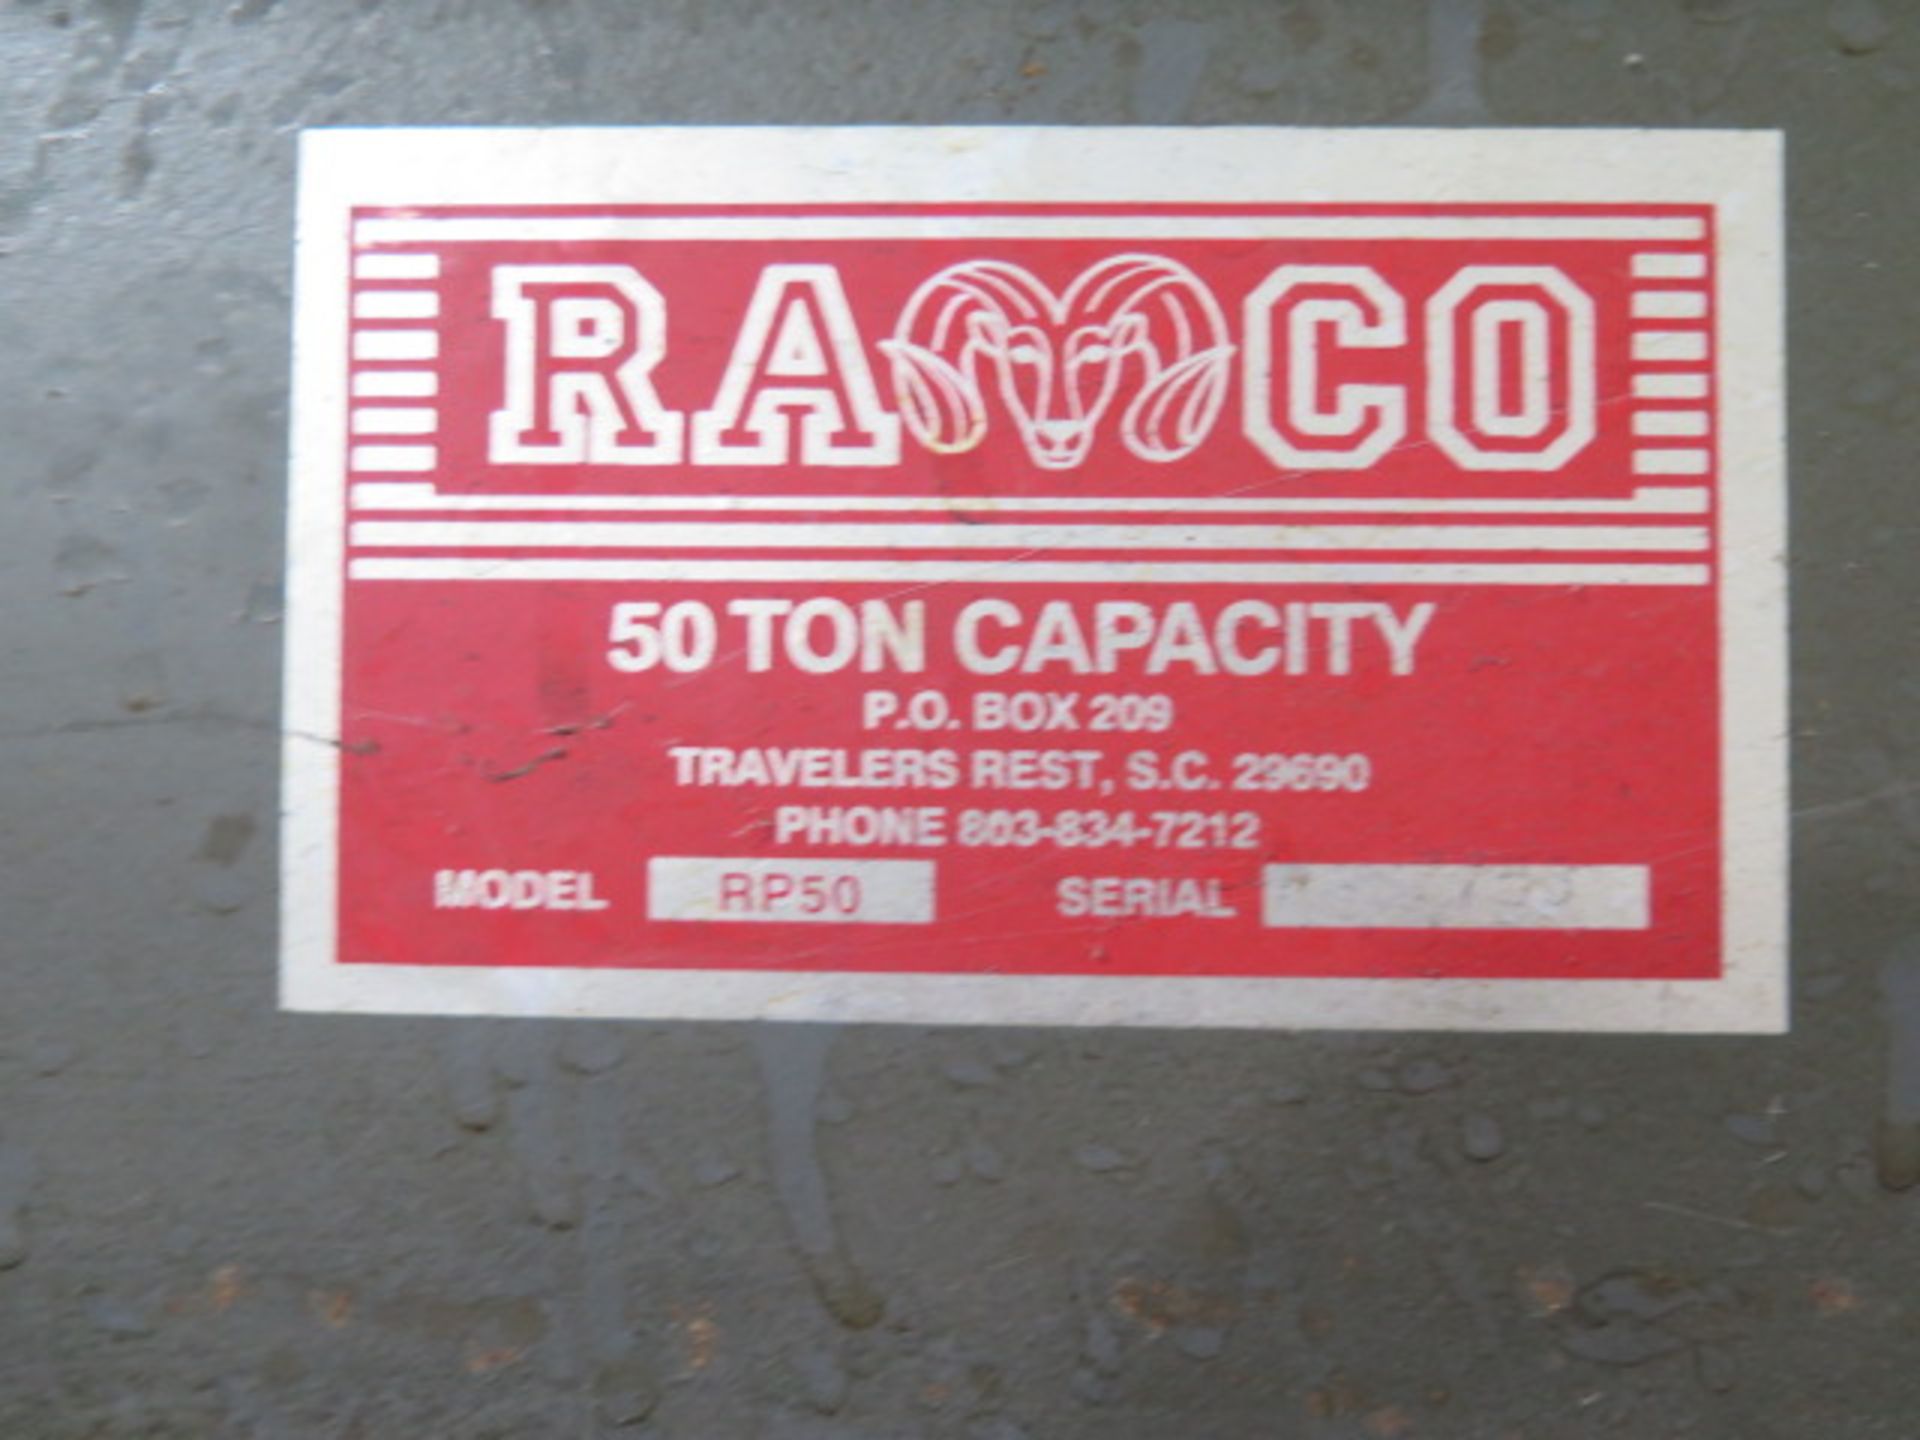 RAMCO
50 TON CAPACITY
P.O. BOX 209
TRAVELERS REST, S.C. 29690
PHONE 803-834-7212
MODEL RP50 SERIAL